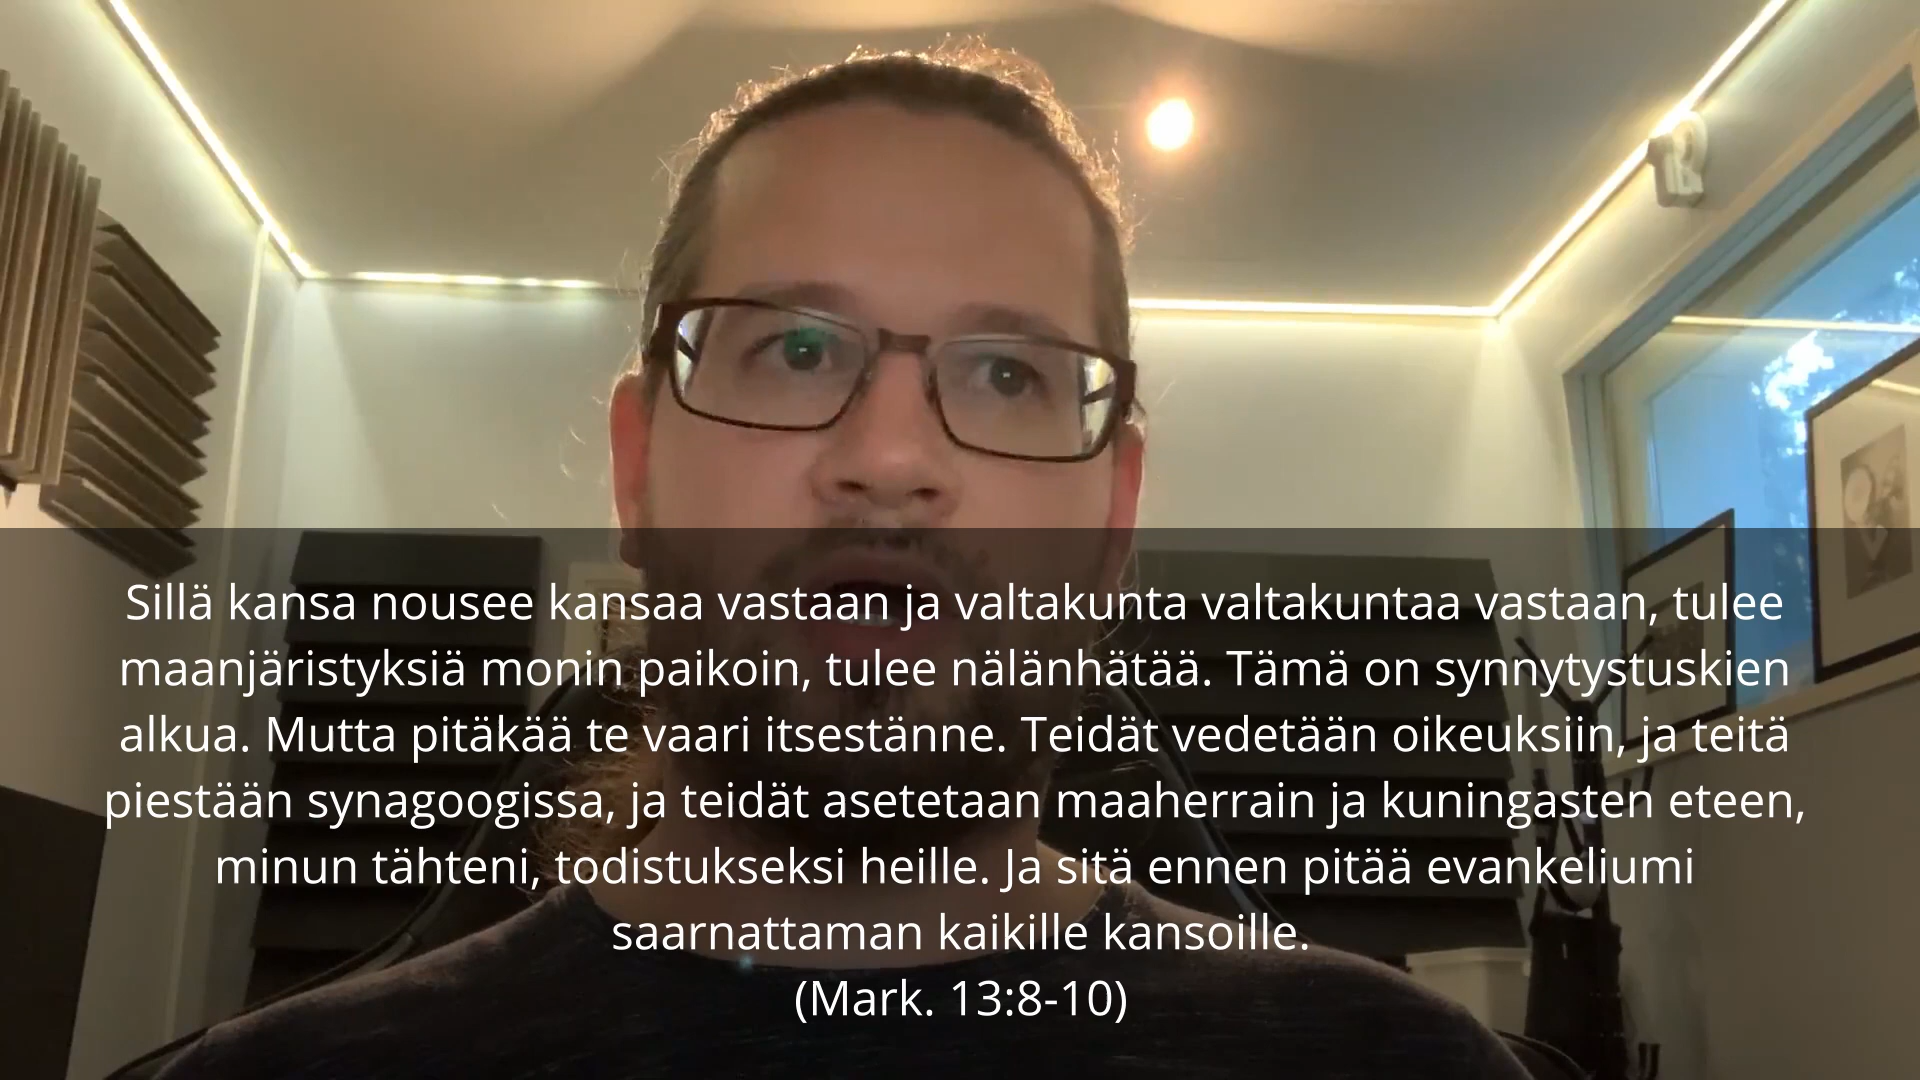 Sillä kansa nousee kansaa vastaan ja valtakunta valtakuntaa vastaan, tulee
maanjäristyksiä monin paikoin, tulee nälänhätää. Tämä on synnytystuskien
alkua. Mutta pitäkää te vaari itsestänne. Teidät vedetään oikeuksiin, ja teitä
piestään synagoogissa, ja teidät asetetaan maaherrain ja kuningasten eteen,
minun tähteni, todistukseksi heille. Ja sitä ennen pitää evankeliumi
saarnattaman kaikille kansoille.
(Mark. 13:8-10)